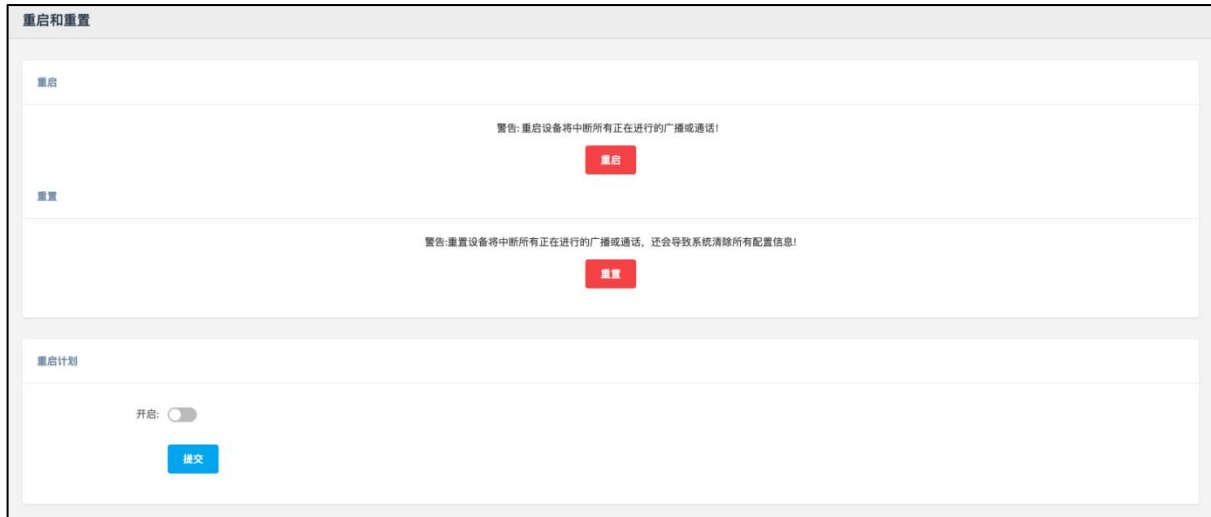 重启和重置
重启
警告: 重启设备将中断所有正在进行的广播或通话!
重启
重置
警告:重置设备将中断所有正在进行的广播或通话，还会导致系统清除所有配置信息!
重置
重启计划
开启:
提交